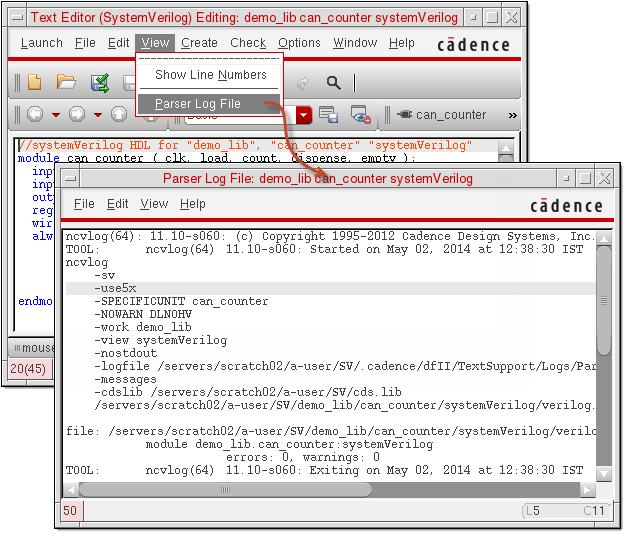 Text Editor (SystemVerilog) Editing: demo_lib can_counter systemVerilog
Launch File Edit View Create Check Options Window Help cādence
Show Line Numbers
Parser Log File
Basic can_counter »
//systemVerilog HDL for "demo_lib", "can_counter" "systemVerilog"
module can_counter ( clk, load, count, dispense, empty );
inp
inp
out
reg
wir
alw
endmo
mouse
20(45)
Parser Log File: demo_lib can_counter systemVerilog
File Edit View Help cādence
ncvlog(64): 11.10-s060: (c) Copyright 1995-2012 Cadence Design Systems, Inc.
TOOL: ncvlog(64) 11.10-s060: Started on May 02, 2014 at 12:38:30 IST
ncvlog
-sv
-use5x
-SPECIFICUNIT can_counter
-NOWARN DLNOHV
-work demo_lib
-view systemVerilog
-nostdout
-logfile /servers/scratch02/a-user/SV/.cadence/dfII/TextSupport/Logs/Par
-messages
-cdslib /servers/scratch02/a-user/SV/cds.lib
/servers/scratch02/a-user/SV/demo_lib/can_counter/systemVerilog/verilog.
file: /servers/scratch02/a-user/SV/demo_lib/can_counter/systemVerilog/verilo
module demo_lib.can_counter:systemVerilog
errors: 0, warnings: 0
TOOL: ncvlog(64) 11.10-s060: Exiting on May 02, 2014 at 12:38:30 IST
50 L5 C11